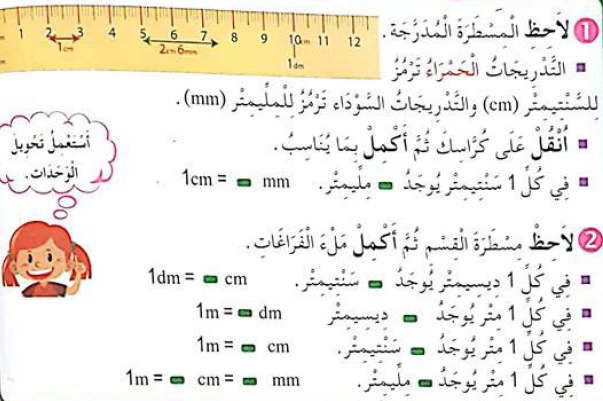 1 2 3 4 5 6 7 8 9 10cm 11 12
1cm
2cm 6mm
1dm
1 لَاحِظْ الْمِسْطَرَةَ الْمُدَرَّجَةَ.
التَّدْرِيجَاتُ الْحَمْرَاءُ تَرْمُزُ
لِلسَّنْتِيمِتْرِ (cm) وَالتَّدْرِيجَاتُ السَّوْدَاء تَرْمُزُ لِلْمِلِّيمِتْرِ (mm).
أَنْقُلُ عَلَى كُرَّاسِكَ ثُمَّ أَكْمِلْ بِمَا يُنَاسِبُ.
فِي كُلِّ 1 سَنْتِيمِتْرٍ يُوجَدُ مِلِّيمِتْرٍ. 1cm = mm
أَسْتَعْمِلُ تَحْوِيلَ
الْوَحَدَاتِ.
2 لَاحِظْ مِسْطَرَةَ الْقِسْمِ ثُمَّ أَكْمِلْ مَلْءَ الْفَرَاغَاتِ.
فِي كُلِّ 1 دِيسِيمِتْرٍ يُوجَدُ سَنْتِيمِتْرٍ. 1dm = cm
فِي كُلِّ 1 مِتْرٍ يُوجَدُ دِيسِيمِتْرٍ 1m = dm
فِي كُلِّ 1 مِتْرٍ يُوجَدُ سَنْتِيمِتْرٍ. 1m = cm
فِي كُلِّ 1 مِتْرٍ يُوجَدُ مِلِّيمِتْرٍ. 1m = cm = mm